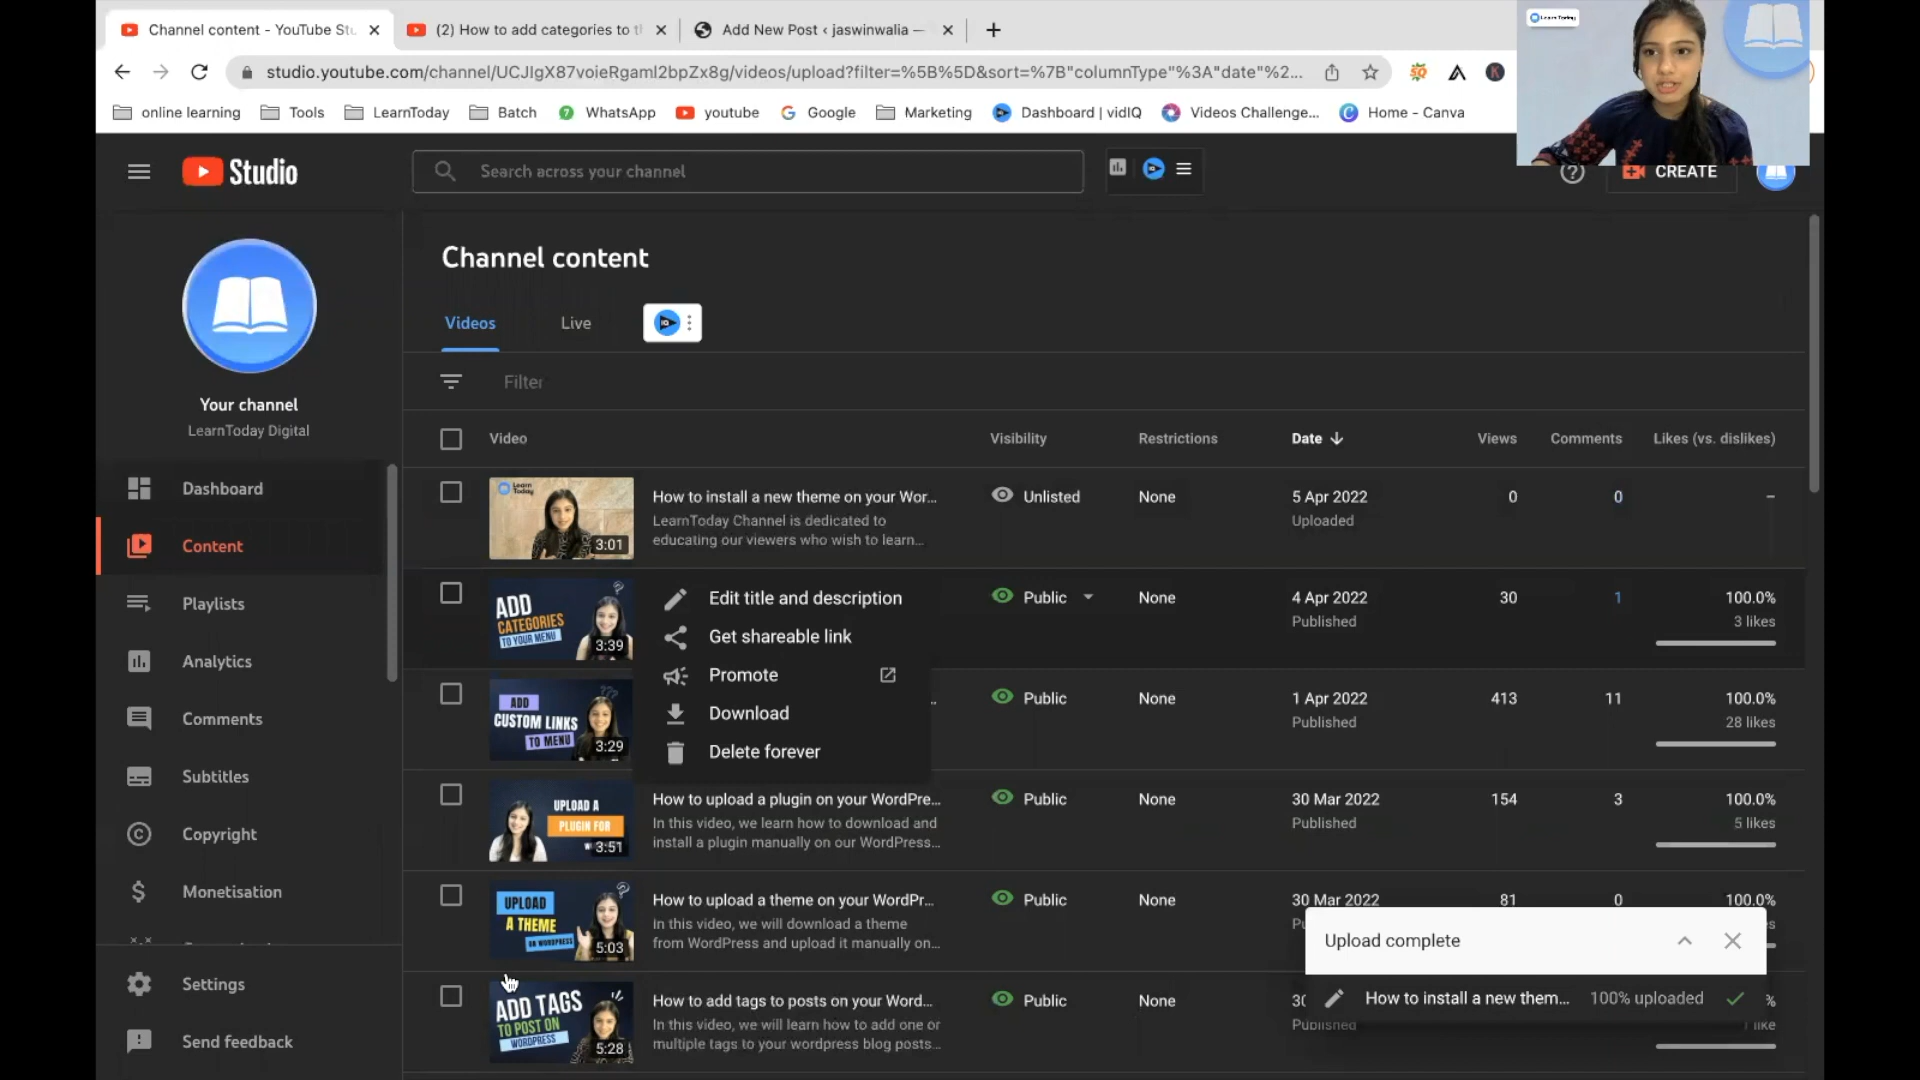 Channel content - YouTube Stu
(2) How to add categories to th
Add New Post ‹ jaswinwalia —
Learn Today
studio.youtube.com/channel/UCJIgX87voieRgamI2bpZx8g/videos/upload?filter=%5B%5D&sort=%7B"columnType"%3A"date"%2...
online learning
Tools
LearnToday
Batch
WhatsApp
youtube
Google
Marketing
Dashboard | vidIQ
Videos Challenge...
Home - Canva
Studio
Search across your channel
CREATE
Channel content
Videos
Live
Filter
Your channel
LearnToday Digital
Dashboard
Content
Playlists
Analytics
Comments
Subtitles
Copyright
Monetisation
Settings
Send feedback
Video
Visibility
Restrictions
Date
Views
Comments
Likes (vs. dislikes)
Learn
Today
3:01
How to install a new theme on your Wor...
LearnToday Channel is dedicated to
educating our viewers who wish to learn...
Unlisted
None
5 Apr 2022
Uploaded
0
0
–
ADD
CATEGORIES
TO YOUR MENU
3:39
Edit title and description
Get shareable link
Promote
Download
Delete forever
Public
None
4 Apr 2022
Published
30
1
100.0%
3 likes
ADD
CUSTOM LINKS
TO MENU
3:29
Public
None
1 Apr 2022
Published
413
11
100.0%
28 likes
UPLOAD A
PLUGIN FOR
3:51
How to upload a plugin on your WordPre...
In this video, we learn how to download and
install a plugin manually on our WordPress...
Public
None
30 Mar 2022
Published
154
3
100.0%
5 likes
UPLOAD
A THEME
ON WORDPRESS
5:03
How to upload a theme on your WordPr...
In this video, we will download a theme
from WordPress and upload it manually on...
Public
None
30 Mar 2022
81
0
100.0%
ADD TAGS
TO POST ON
WORDPRESS
5:28
How to add tags to posts on your Word...
In this video, we will learn how to add one or
multiple tags to your wordpress blog posts...
Public
None
30
Published
%
1 like
Upload complete
How to install a new them...
100% uploaded